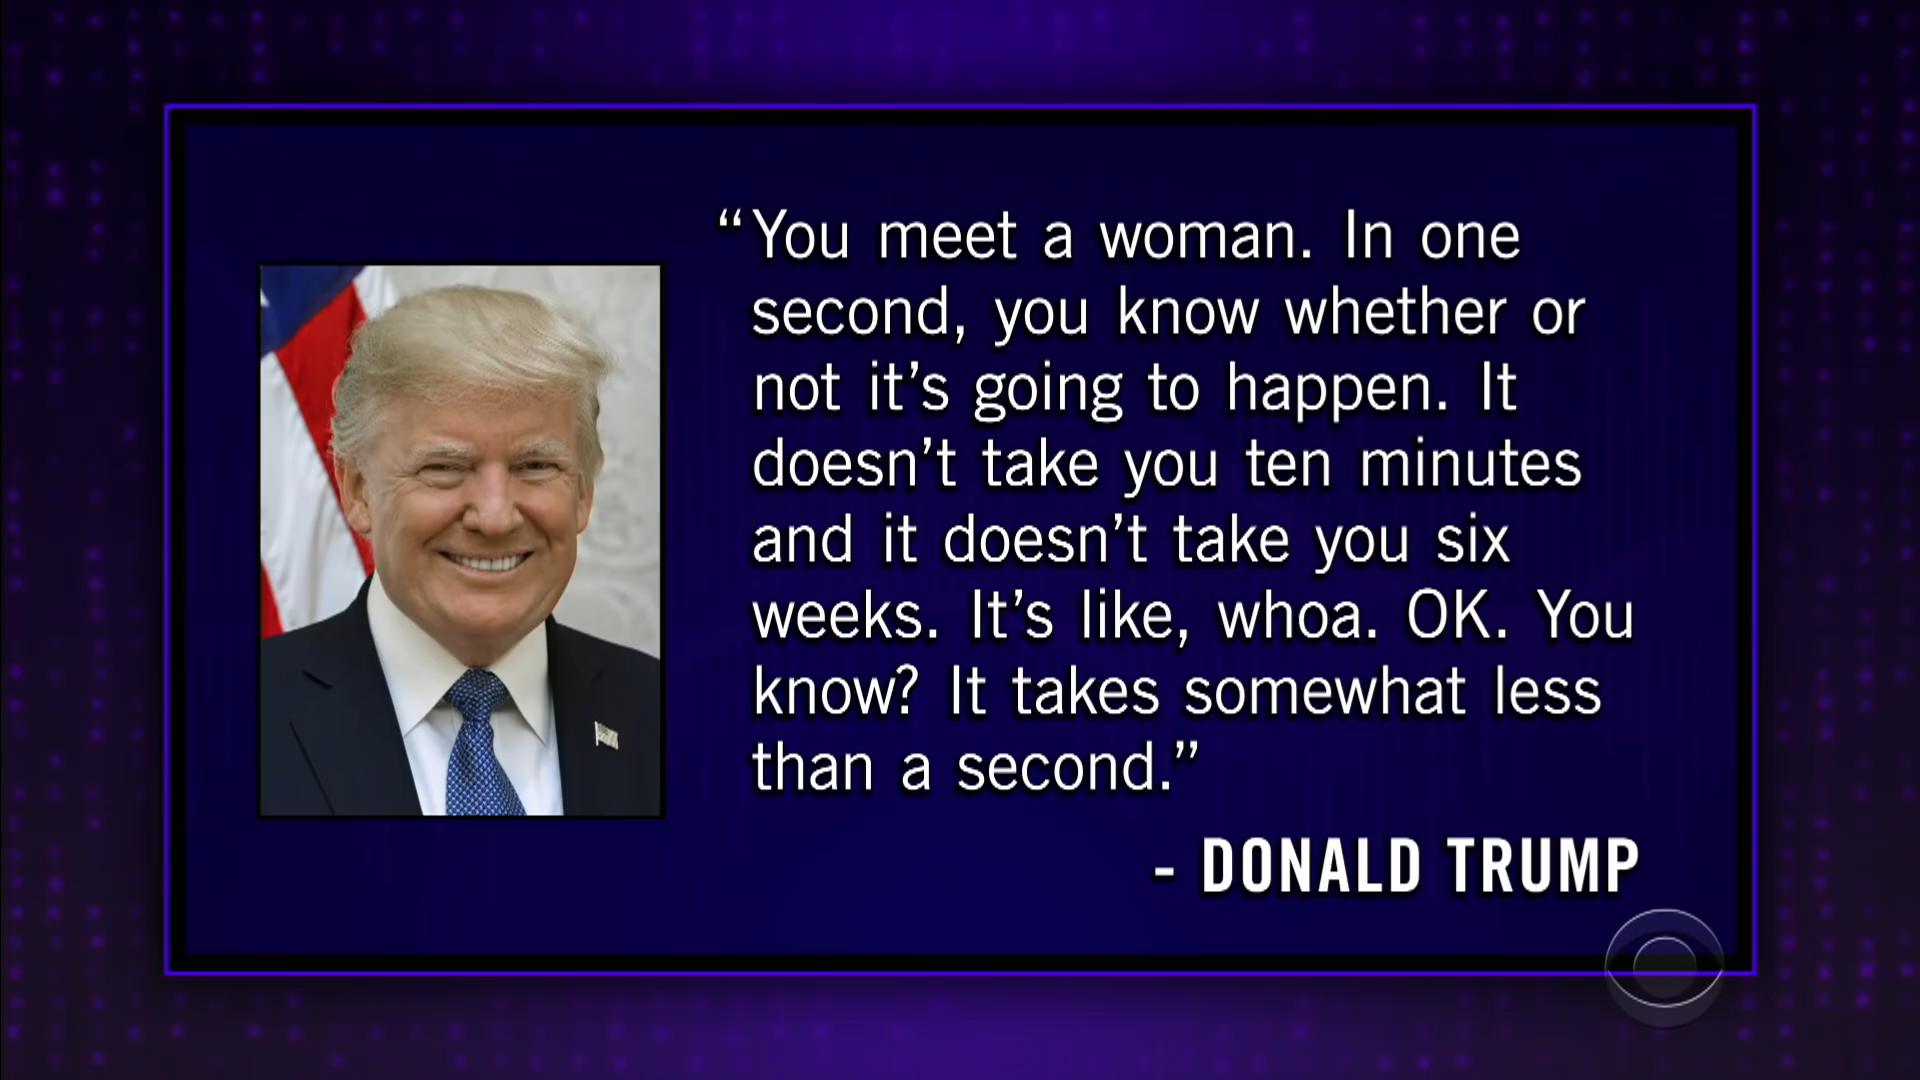 “You meet a woman. In one
second, you know whether or
not it’s going to happen. It
doesn’t take you ten minutes
and it doesn’t take you six
weeks. It’s like, whoa. OK. You
know? It takes somewhat less
than a second.”
- DONALD TRUMP